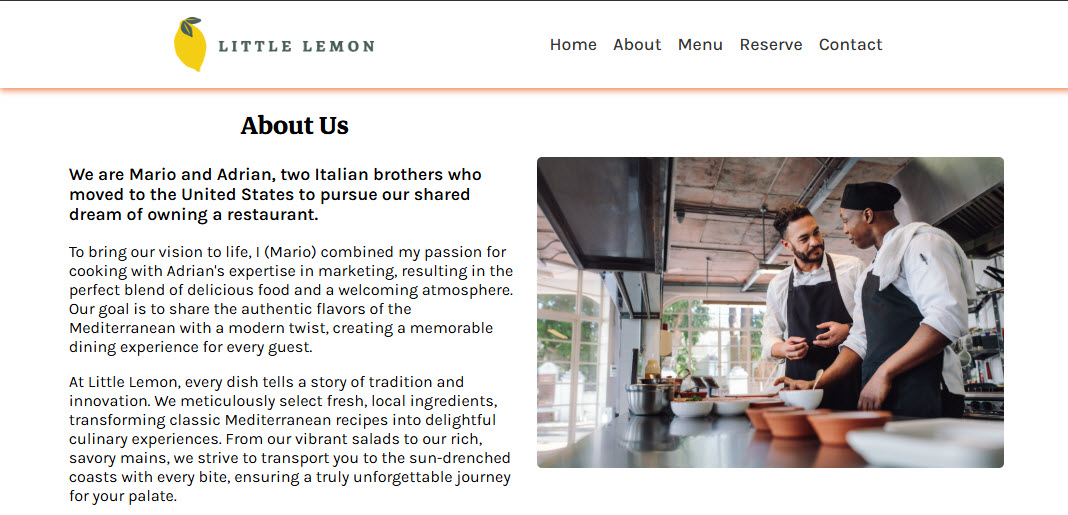 LITTLE LEMON
Home About Menu Reserve Contact
About Us
We are Mario and Adrian, two Italian brothers who
moved to the United States to pursue our shared
dream of owning a restaurant.
To bring our vision to life, I (Mario) combined my passion for
cooking with Adrian's expertise in marketing, resulting in the
perfect blend of delicious food and a welcoming atmosphere.
Our goal is to share the authentic flavors of the
Mediterranean with a modern twist, creating a memorable
dining experience for every guest.
At Little Lemon, every dish tells a story of tradition and
innovation. We meticulously select fresh, local ingredients,
transforming classic Mediterranean recipes into delightful
culinary experiences. From our vibrant salads to our rich,
savory mains, we strive to transport you to the sun-drenched
coasts with every bite, ensuring a truly unforgettable journey
for your palate.